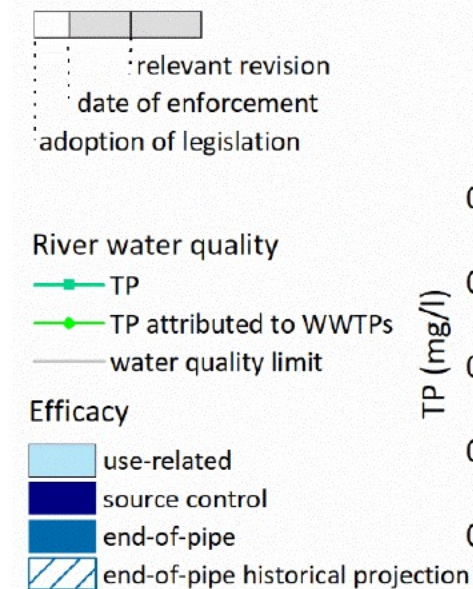 relevant revision
date of enforcement
adoption of legislation
River water quality
TP
TP attributed to WWTPs
water quality limit
Efficacy
use-related
source control
end-of-pipe
end-of-pipe historical projection
TP (mg/l)